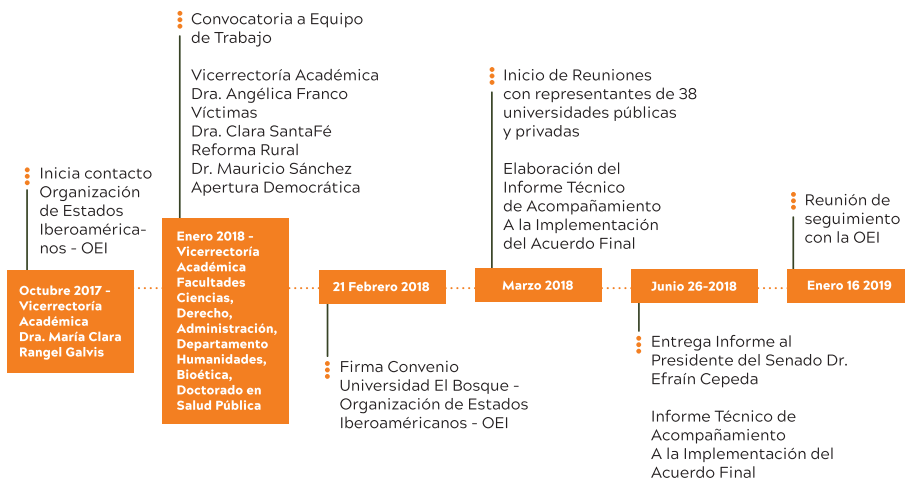 Inicia contacto
Organización
de Estados
Iberoamérica-
nos - OEI
Octubre 2017 -
Vicerrectoría
Académica
Dra. María Clara
Rangel Galvis
Convocatoria a Equipo
de Trabajo
Vicerrectoría Académica
Dra. Angélica Franco
Víctimas
Dra. Clara SantaFé
Reforma Rural
Dr. Mauricio Sánchez
Apertura Democrática
Enero 2018 -
Vicerrectoría
Académica
Facultades
Ciencias,
Derecho,
Administración,
Departamento
Humanidades,
Bioética,
Doctorado en
Salud Pública
21 Febrero 2018
Firma Convenio
Universidad El Bosque -
Organización de Estados
Iberoaméricanos - OEI
Inicio de Reuniones
con representantes de 38
universidades públicas
y privadas
Elaboración del
Informe Técnico
de Acompañamiento
A la Implementación
del Acuerdo Final
Marzo 2018
Junio 26-2018
Entrega Informe al
Presidente del Senado Dr.
Efraín Cepeda
Informe Técnico de
Acompañamiento
A la Implementación del
Acuerdo Final
Reunión de
seguimiento
con la OEI
Enero 16 2019